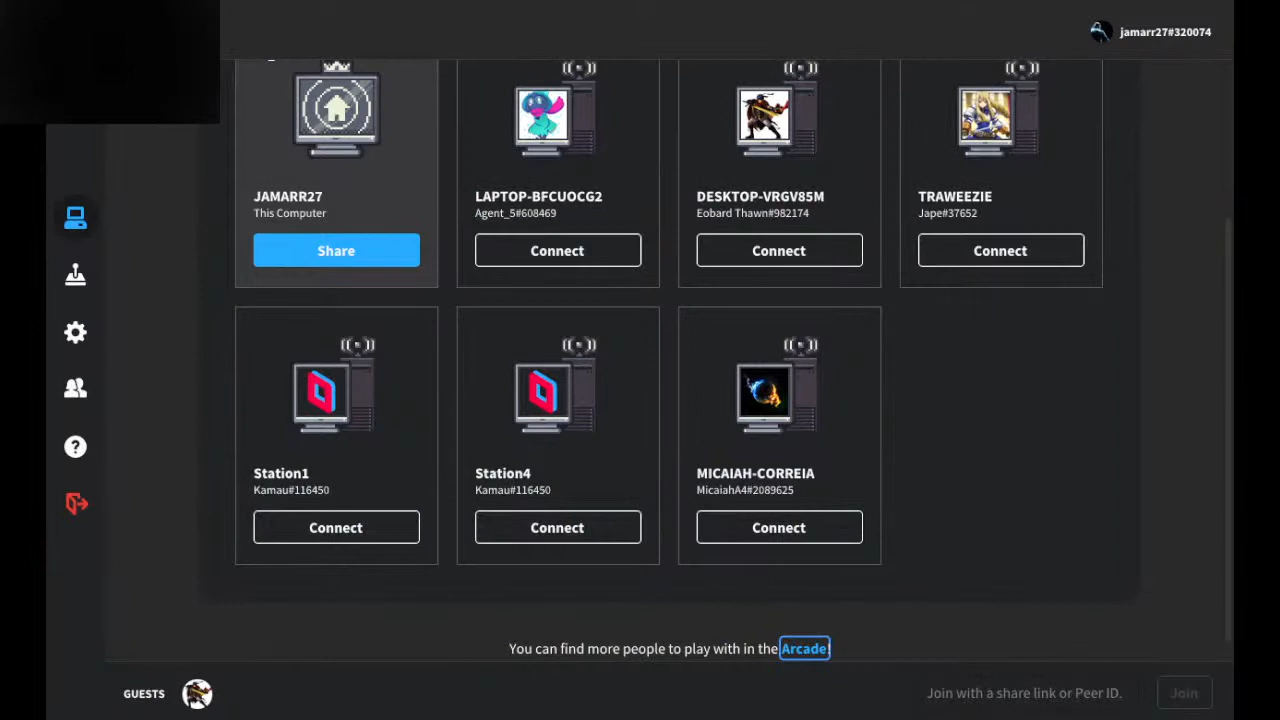 jamarr27#320074
JAMARR27
This Computer
Share
LAPTOP-BFCUOCG2
Agent_5#608469
Connect
DESKTOP-VRGV85M
Eobard Thawn#982174
Connect
TRAWEEZIE
Jape#37652
Connect
Station1
Kamau#116450
Connect
Station4
Kamau#116450
Connect
MICAIAH-CORREIA
MicaiahA4#2089625
Connect
You can find more people to play with in the Arcade!
GUESTS
Join with a share link or Peer ID.
Join